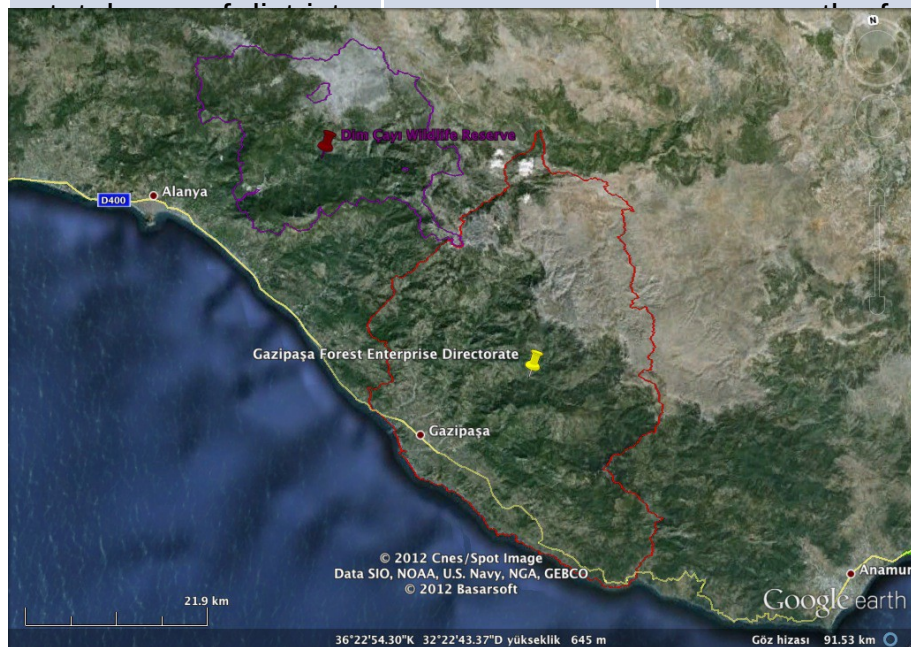 N
Dim Çayı Wildlife Reserve
Alanya
D400
Gazipaşa Forest Enterprise Directorate
Gazipaşa
© 2012 Cnes/Spot Image
Data SIO, NOAA, U.S. Navy, NGA, GEBCO
© 2012 Basarsoft
Anamur
Google earth
21.9 km
36°22'54.30"K 32°22'43.37"D yükseklik 645 m
Göz hizası 91.53 km